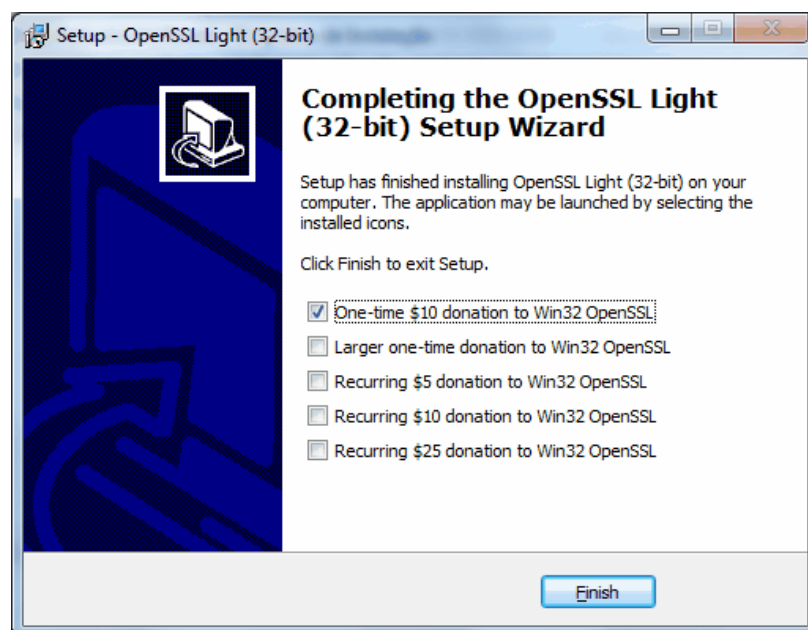 Setup - OpenSSL Light (32-bit)
Completing the OpenSSL Light
(32-bit) Setup Wizard
Setup has finished installing OpenSSL Light (32-bit) on your
computer. The application may be launched by selecting the
installed icons.
Click Finish to exit Setup.
One-time $10 donation to Win32 OpenSSL
Larger one-time donation to Win32 OpenSSL
Recurring $5 donation to Win32 OpenSSL
Recurring $10 donation to Win32 OpenSSL
Recurring $25 donation to Win32 OpenSSL
Finish